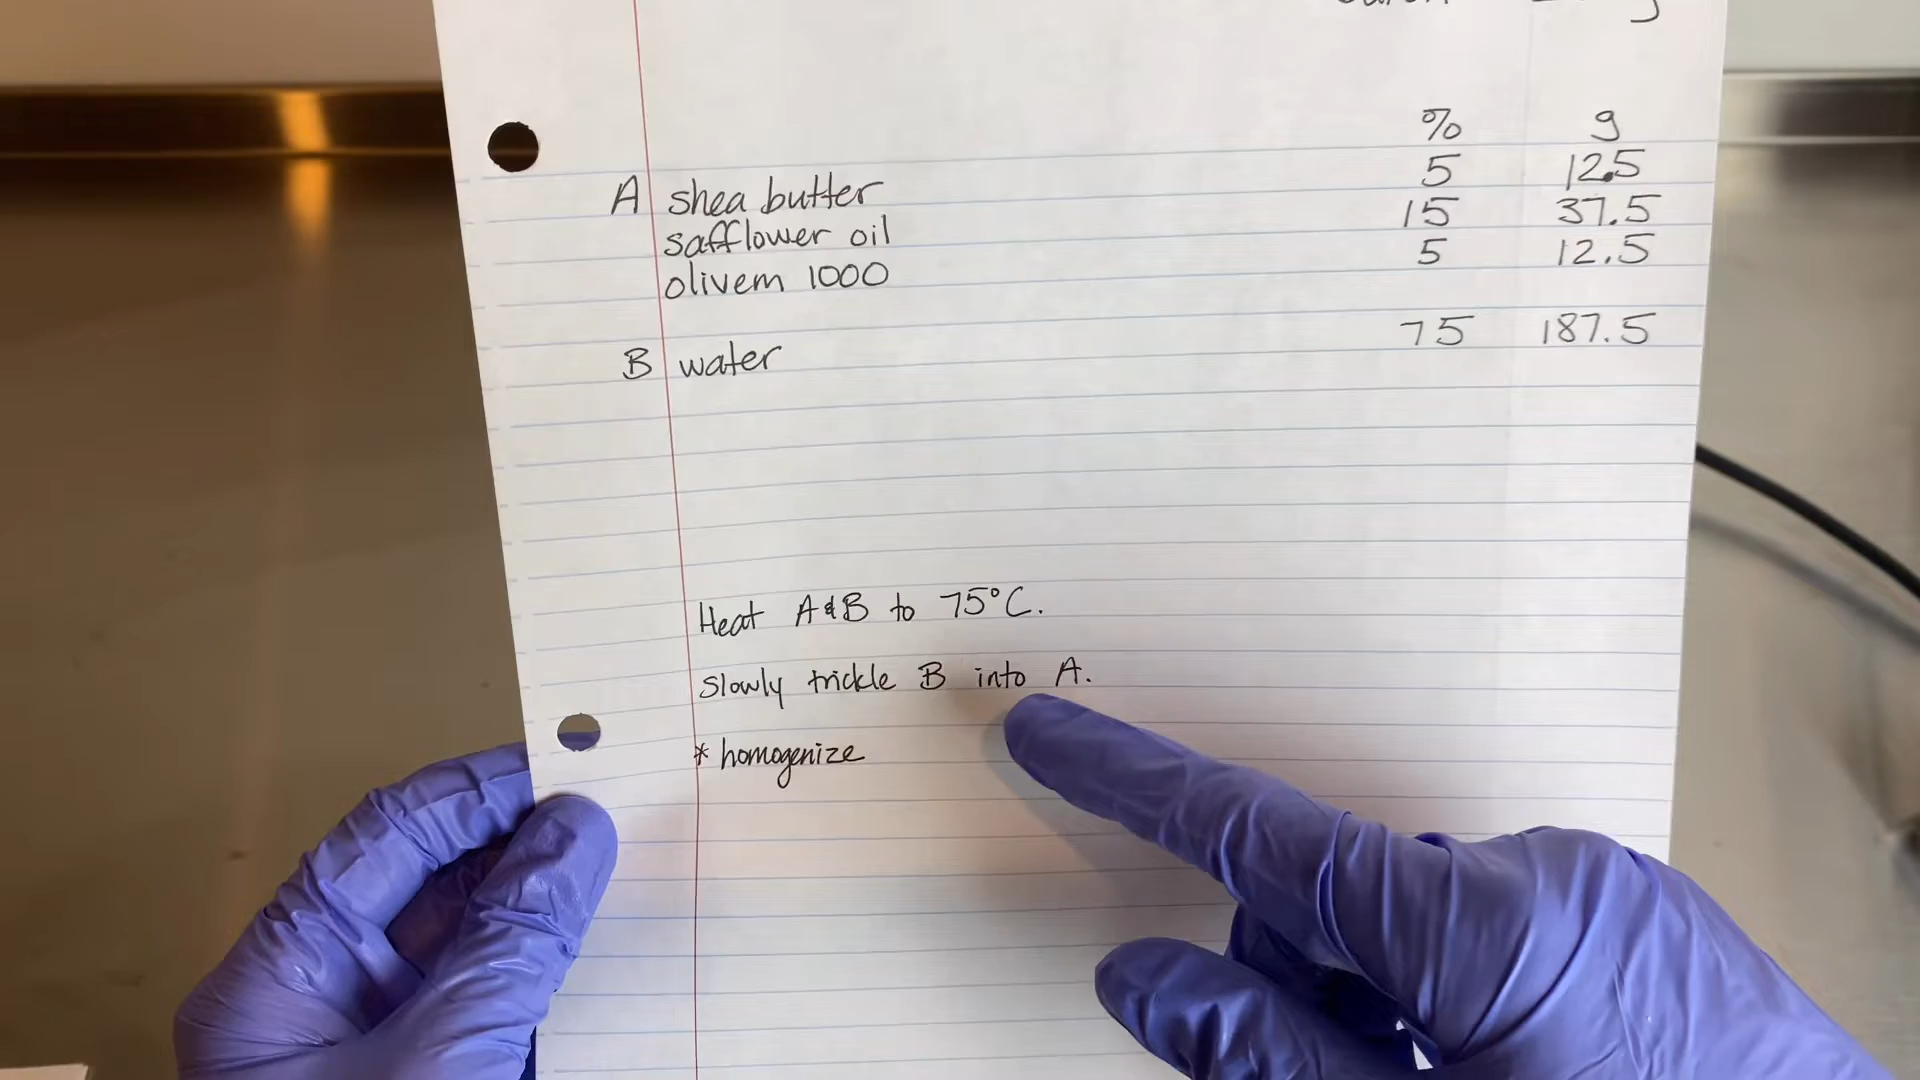 % g
A shea butter 5 12.5
safflower oil 15 37.5
olivem 1000 5 12.5
B water 75 187.5
Heat A & B to 75°C.
Slowly trickle B into A.
* homogenize